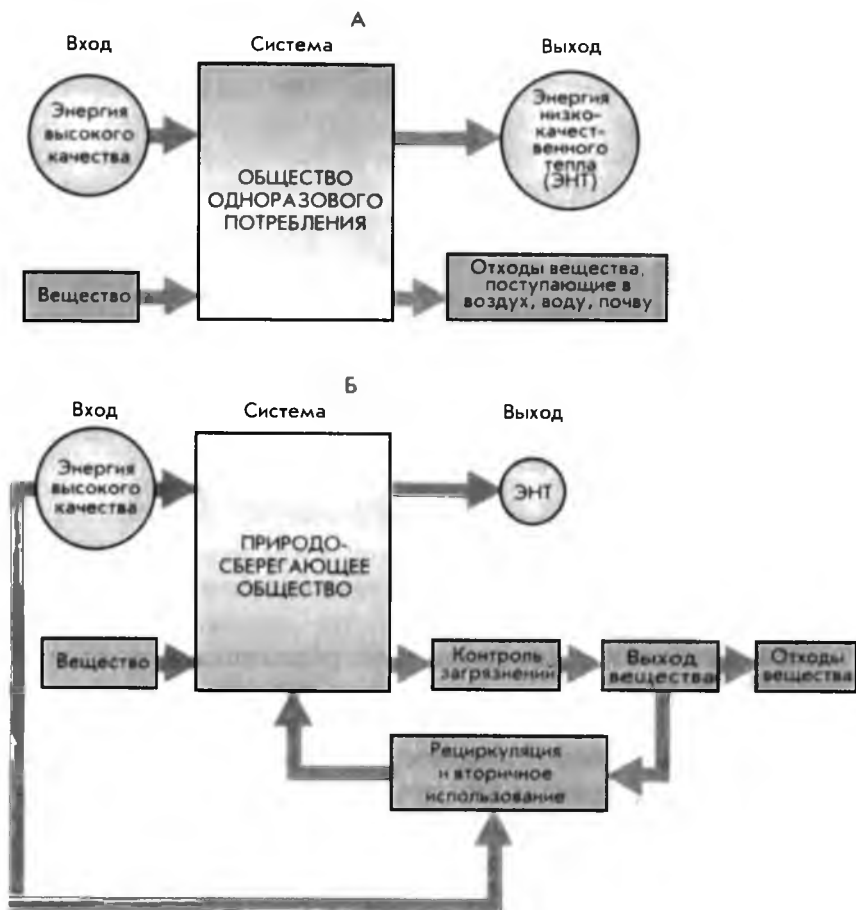 А
Вход
Система
Выход
Энергия
высокого
качества
ОБЩЕСТВО
ОДНОРАЗОВОГО
ПОТРЕБЛЕНИЯ
Энергия
низко-
качест-
венного
тепла
(ЭНТ)
Вещество
Отходы вещества,
поступающие в
воздух, воду, почву
Б
Вход
Система
Выход
Энергия
высокого
качества
ПРИРОДО-
СБЕРЕГАЮЩЕЕ
ОБЩЕСТВО
ЭНТ
Вещество
Контроль
загрязнений
Выход
вещества
Отходы
вещества
Рециркуляция
и вторичное
использование